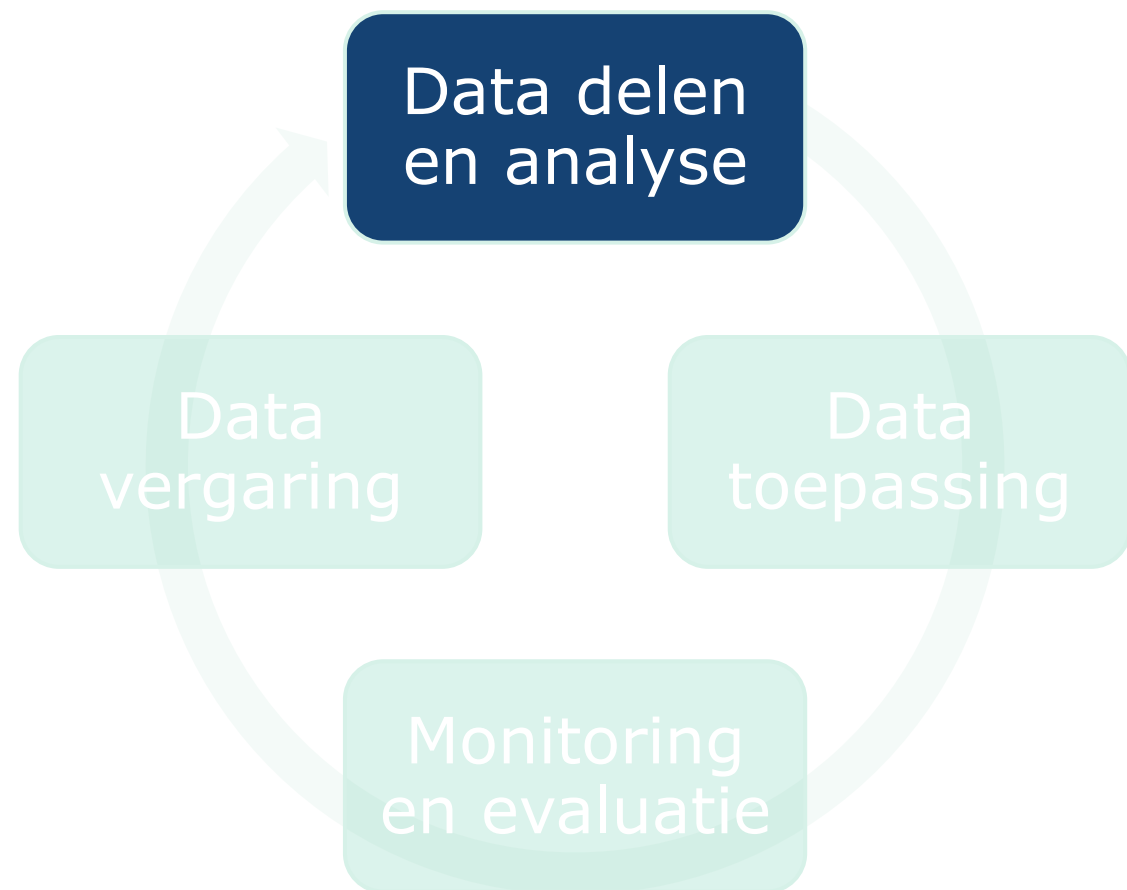 Data delen
en analyse
Data
vergaring
Data
toepassing
Monitoring
en evaluatie